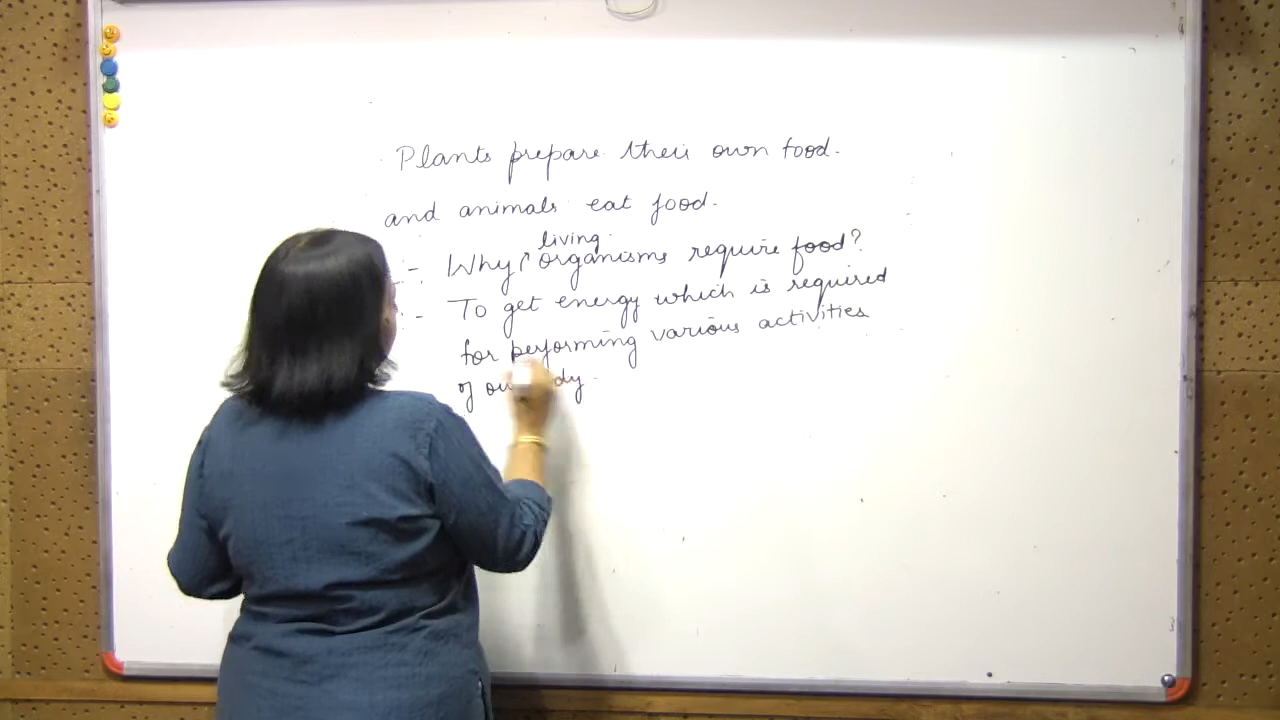 Plants prepare their own food.
and animals eat food.
living
:- Why organisms require food?
:- To get energy which is required
for performing various activities
of